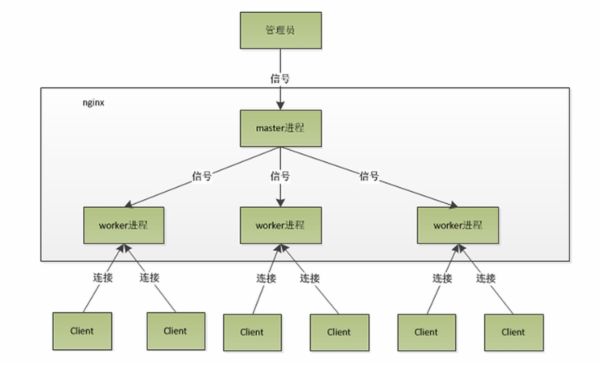 管理员
信号
nginx
master进程
信号
信号
信号
worker进程
worker进程
worker进程
连接
连接
连接
连接
连接
连接
Client
Client
Client
Client
Client
Client